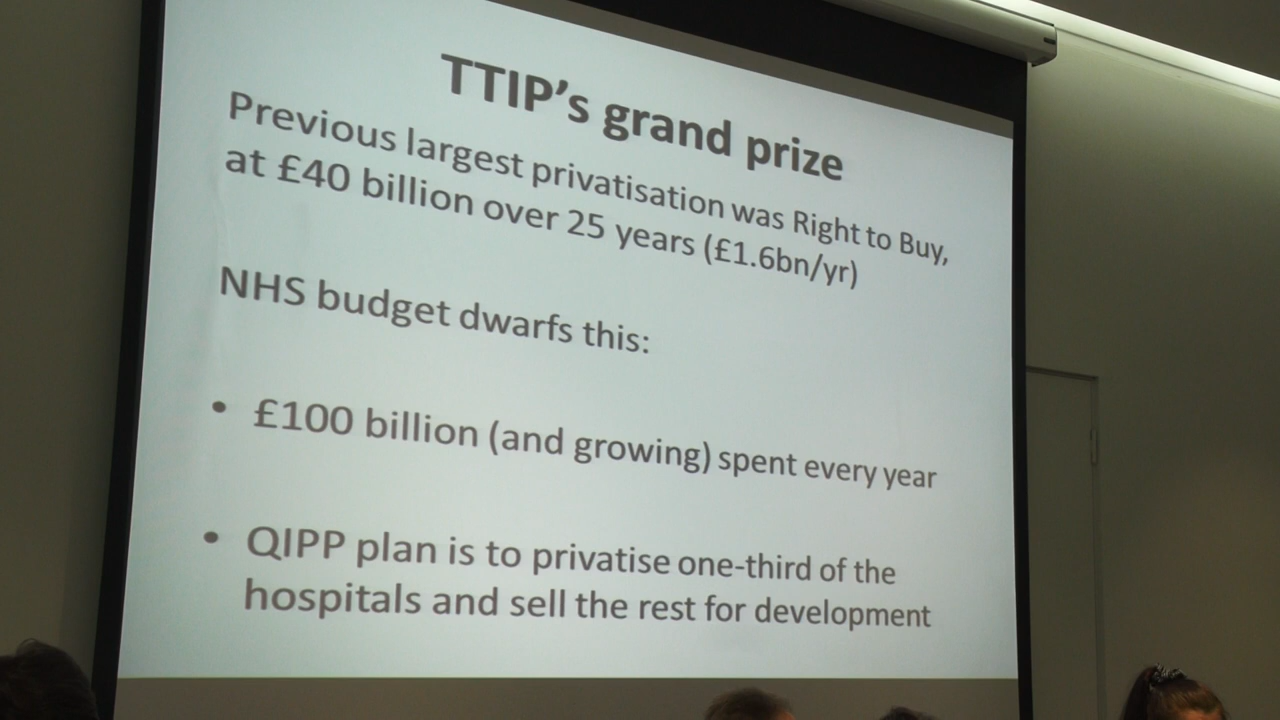 TTIP's grand prize
Previous largest privatisation was Right to Buy,
at £40 billion over 25 years (£1.6bn/yr)
NHS budget dwarfs this:
• £100 billion (and growing) spent every year
• QIPP plan is to privatise one-third of the
hospitals and sell the rest for development